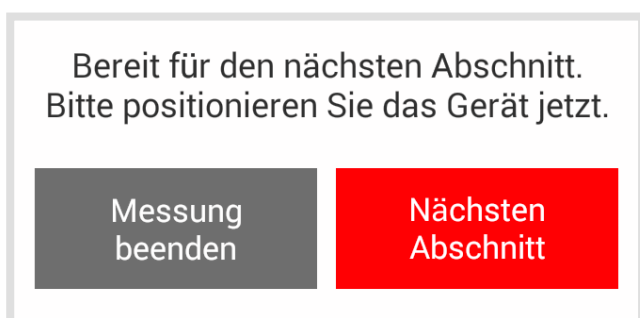 Bereit für den nächsten Abschnitt.
Bitte positionieren Sie das Gerät jetzt.
Messung
beenden
Nächsten
Abschnitt